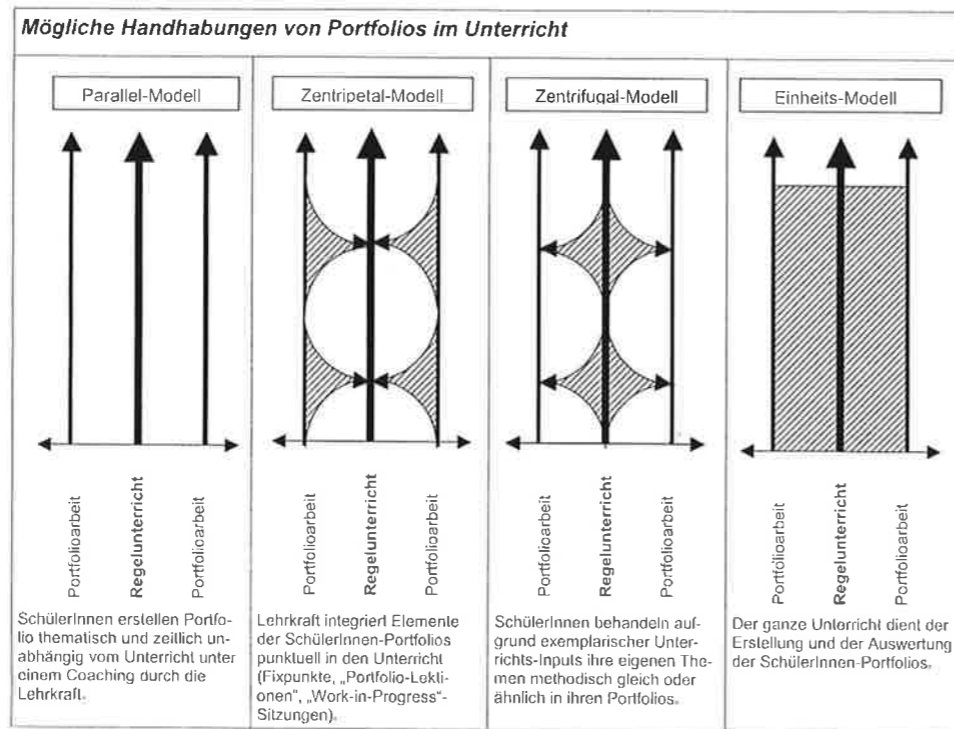 Mögliche Handhabungen von Portfolios im Unterricht
Parallel-Modell
Portfolioarbeit
Regelunterricht
Portfolioarbeit
SchülerInnen erstellen Portfo-
lio thematisch und zeitlich un-
abhängig vom Unterricht unter
einem Coaching durch die
Lehrkraft.
Zentripetal-Modell
Portfolioarbeit
Regelunterricht
Portfolioarbeit
Lehrkraft integriert Elemente
der SchülerInnen-Portfolios
punktuell in den Unterricht
(Fixpunkte, „Portfolio-Lekti-
onen“, „Work-in-Progress“-
Sitzungen).
Zentrifugal-Modell
Portfolioarbeit
Regelunterricht
Portfolioarbeit
SchülerInnen behandeln auf-
grund exemplarischer Unter-
richts-Inputs ihre eigenen The-
men methodisch gleich oder
ähnlich in ihren Portfolios.
Einheits-Modell
Portfolioarbeit
Regelunterricht
Portfolioarbeit
Der ganze Unterricht dient der
Erstellung und der Auswertung
der SchülerInnen-Portfolios.